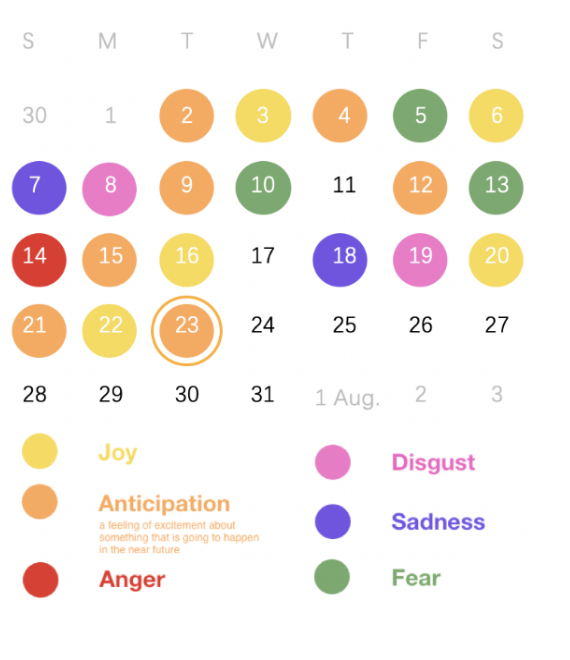 S M T W T F S
30 1 2 3 4 5 6
7 8 9 10 11 12 13
14 15 16 17 18 19 20
21 22 23 24 25 26 27
28 29 30 31 1 Aug. 2 3
Joy
Anticipation
a feeling of excitement about
something that is going to happen
in the near future
Anger
Disgust
Sadness
Fear